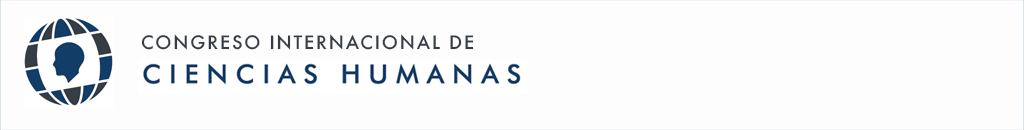 CONGRESO INTERNACIONAL DE
CIENCIAS HUMANAS